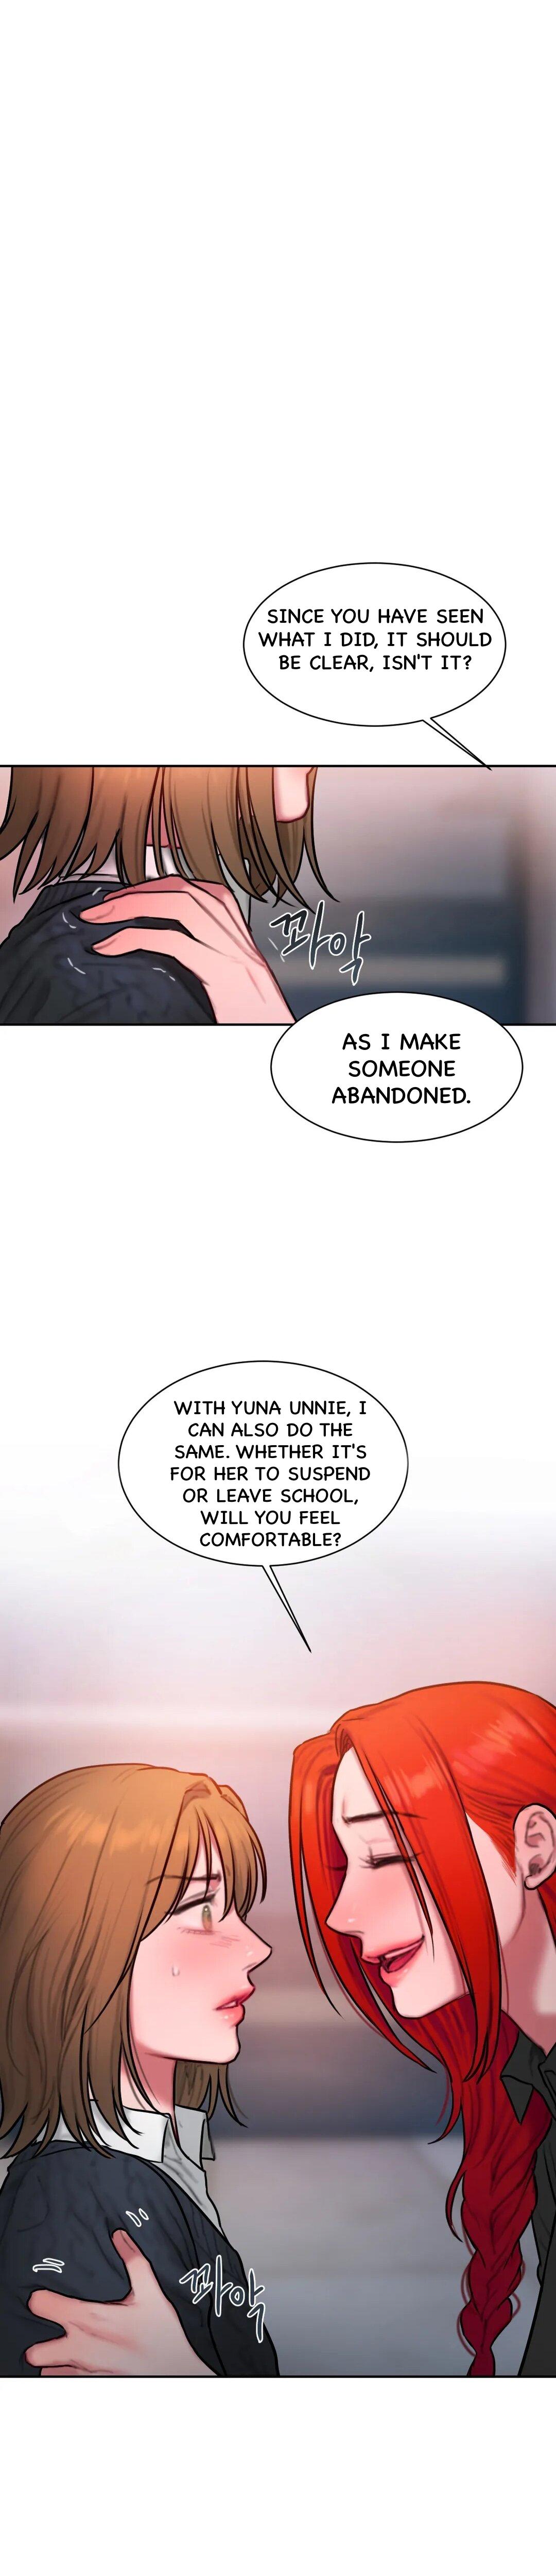 SINCE YOU HAVE SEEN
WHAT I DID, IT SHOULD
BE CLEAR, ISN'T IT?
꽈악
AS I MAKE
SOMEONE
ABANDONED.
WITH YUNA UNNIE, I
CAN ALSO DO THE
SAME. WHETHER IT'S
FOR HER TO SUSPEND
OR LEAVE SCHOOL,
WILL YOU FEEL
COMFORTABLE?
꽈악